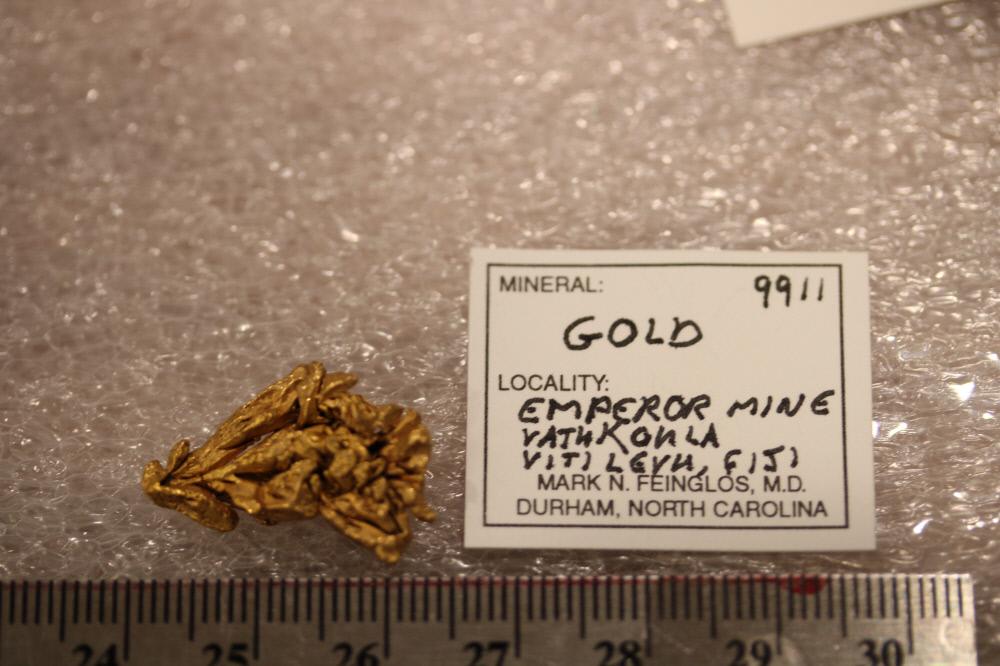 MINERAL: 9911
GOLD
LOCALITY:
EMPEROR MINE
VATUKOULA
VITI LEVU, FIJI
MARK N. FEINGLOS, M.D.
DURHAM, NORTH CAROLINA
24 25 26 27 28 29 30